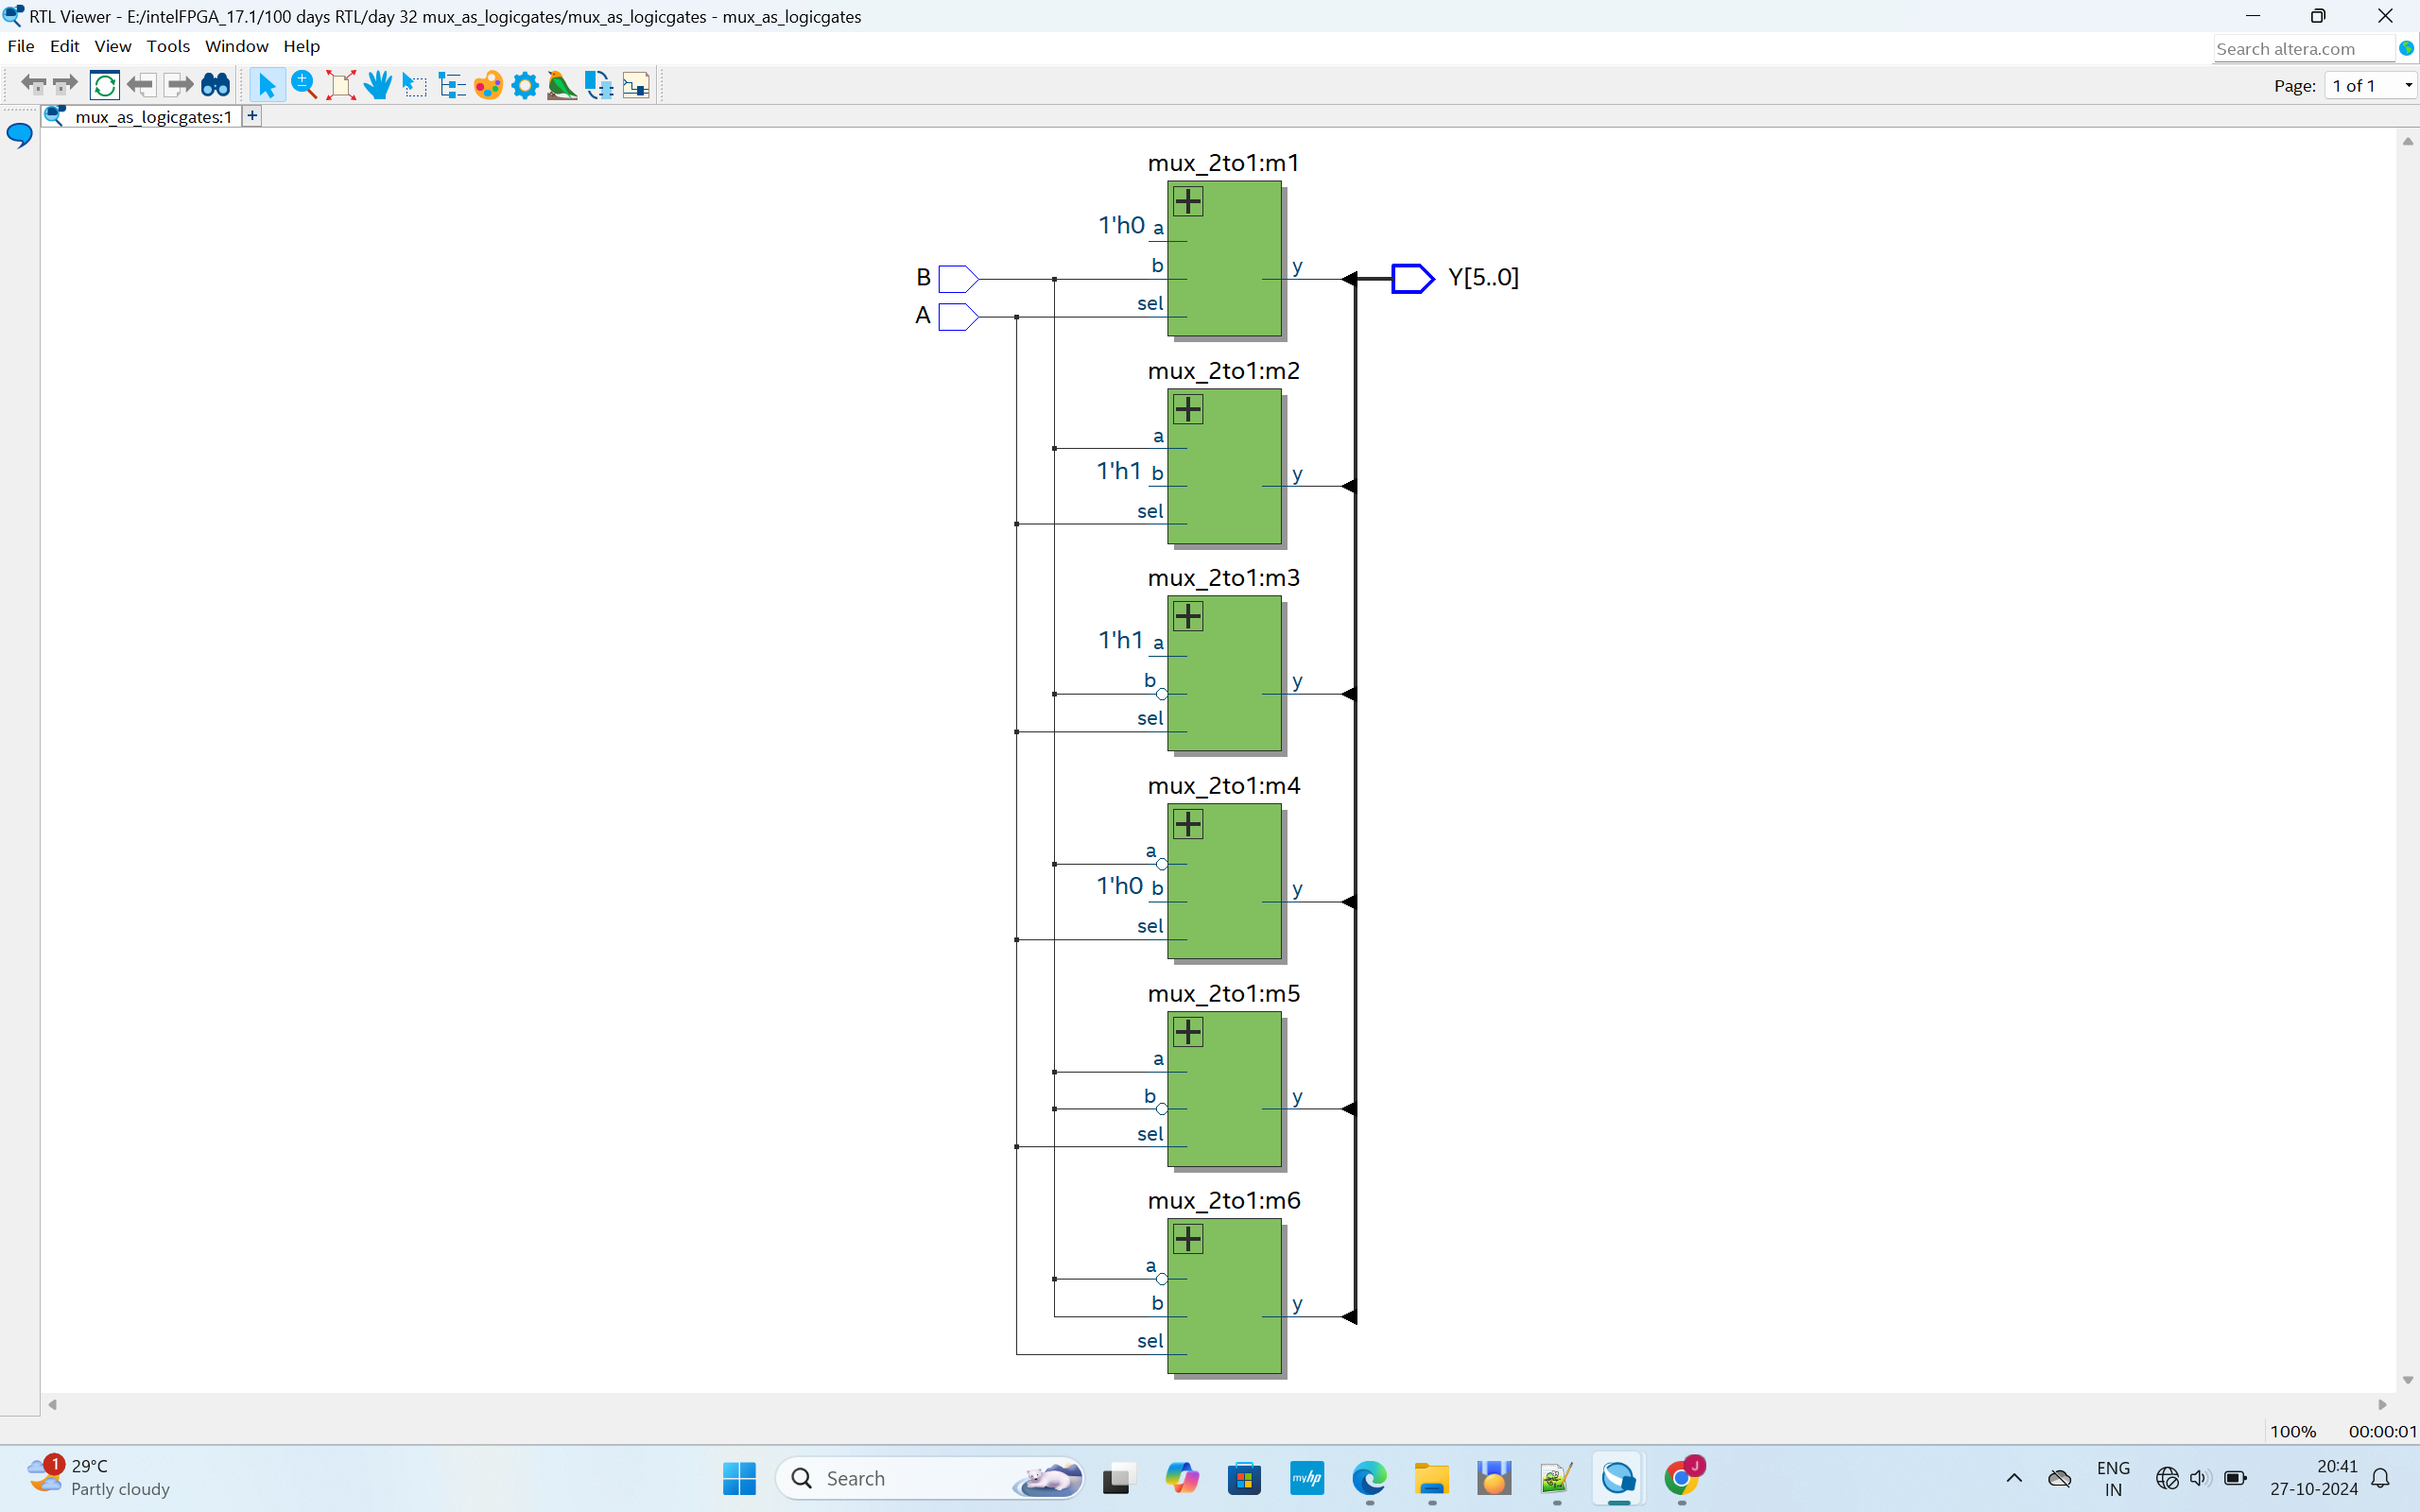 RTL Viewer - E:/intelFPGA_17.1/100 days RTL/day 32 mux_as_logicgates/mux_as_logicgates - mux_as_logicgates
File Edit View Tools Window Help
Search altera.com
Page: 1 of 1
mux_as_logicgates:1 +
mux_2to1:m1
1'h0 a
B b y Y[5..0]
A sel
mux_2to1:m2
a
1'h1 b y
sel
mux_2to1:m3
1'h1 a
b y
sel
mux_2to1:m4
a
1'h0 b y
sel
mux_2to1:m5
a
b y
sel
mux_2to1:m6
a
b y
sel
100% 00:00:01
1 29°C
Partly cloudy
Search
myhp
J
ENG
IN
20:41
27-10-2024